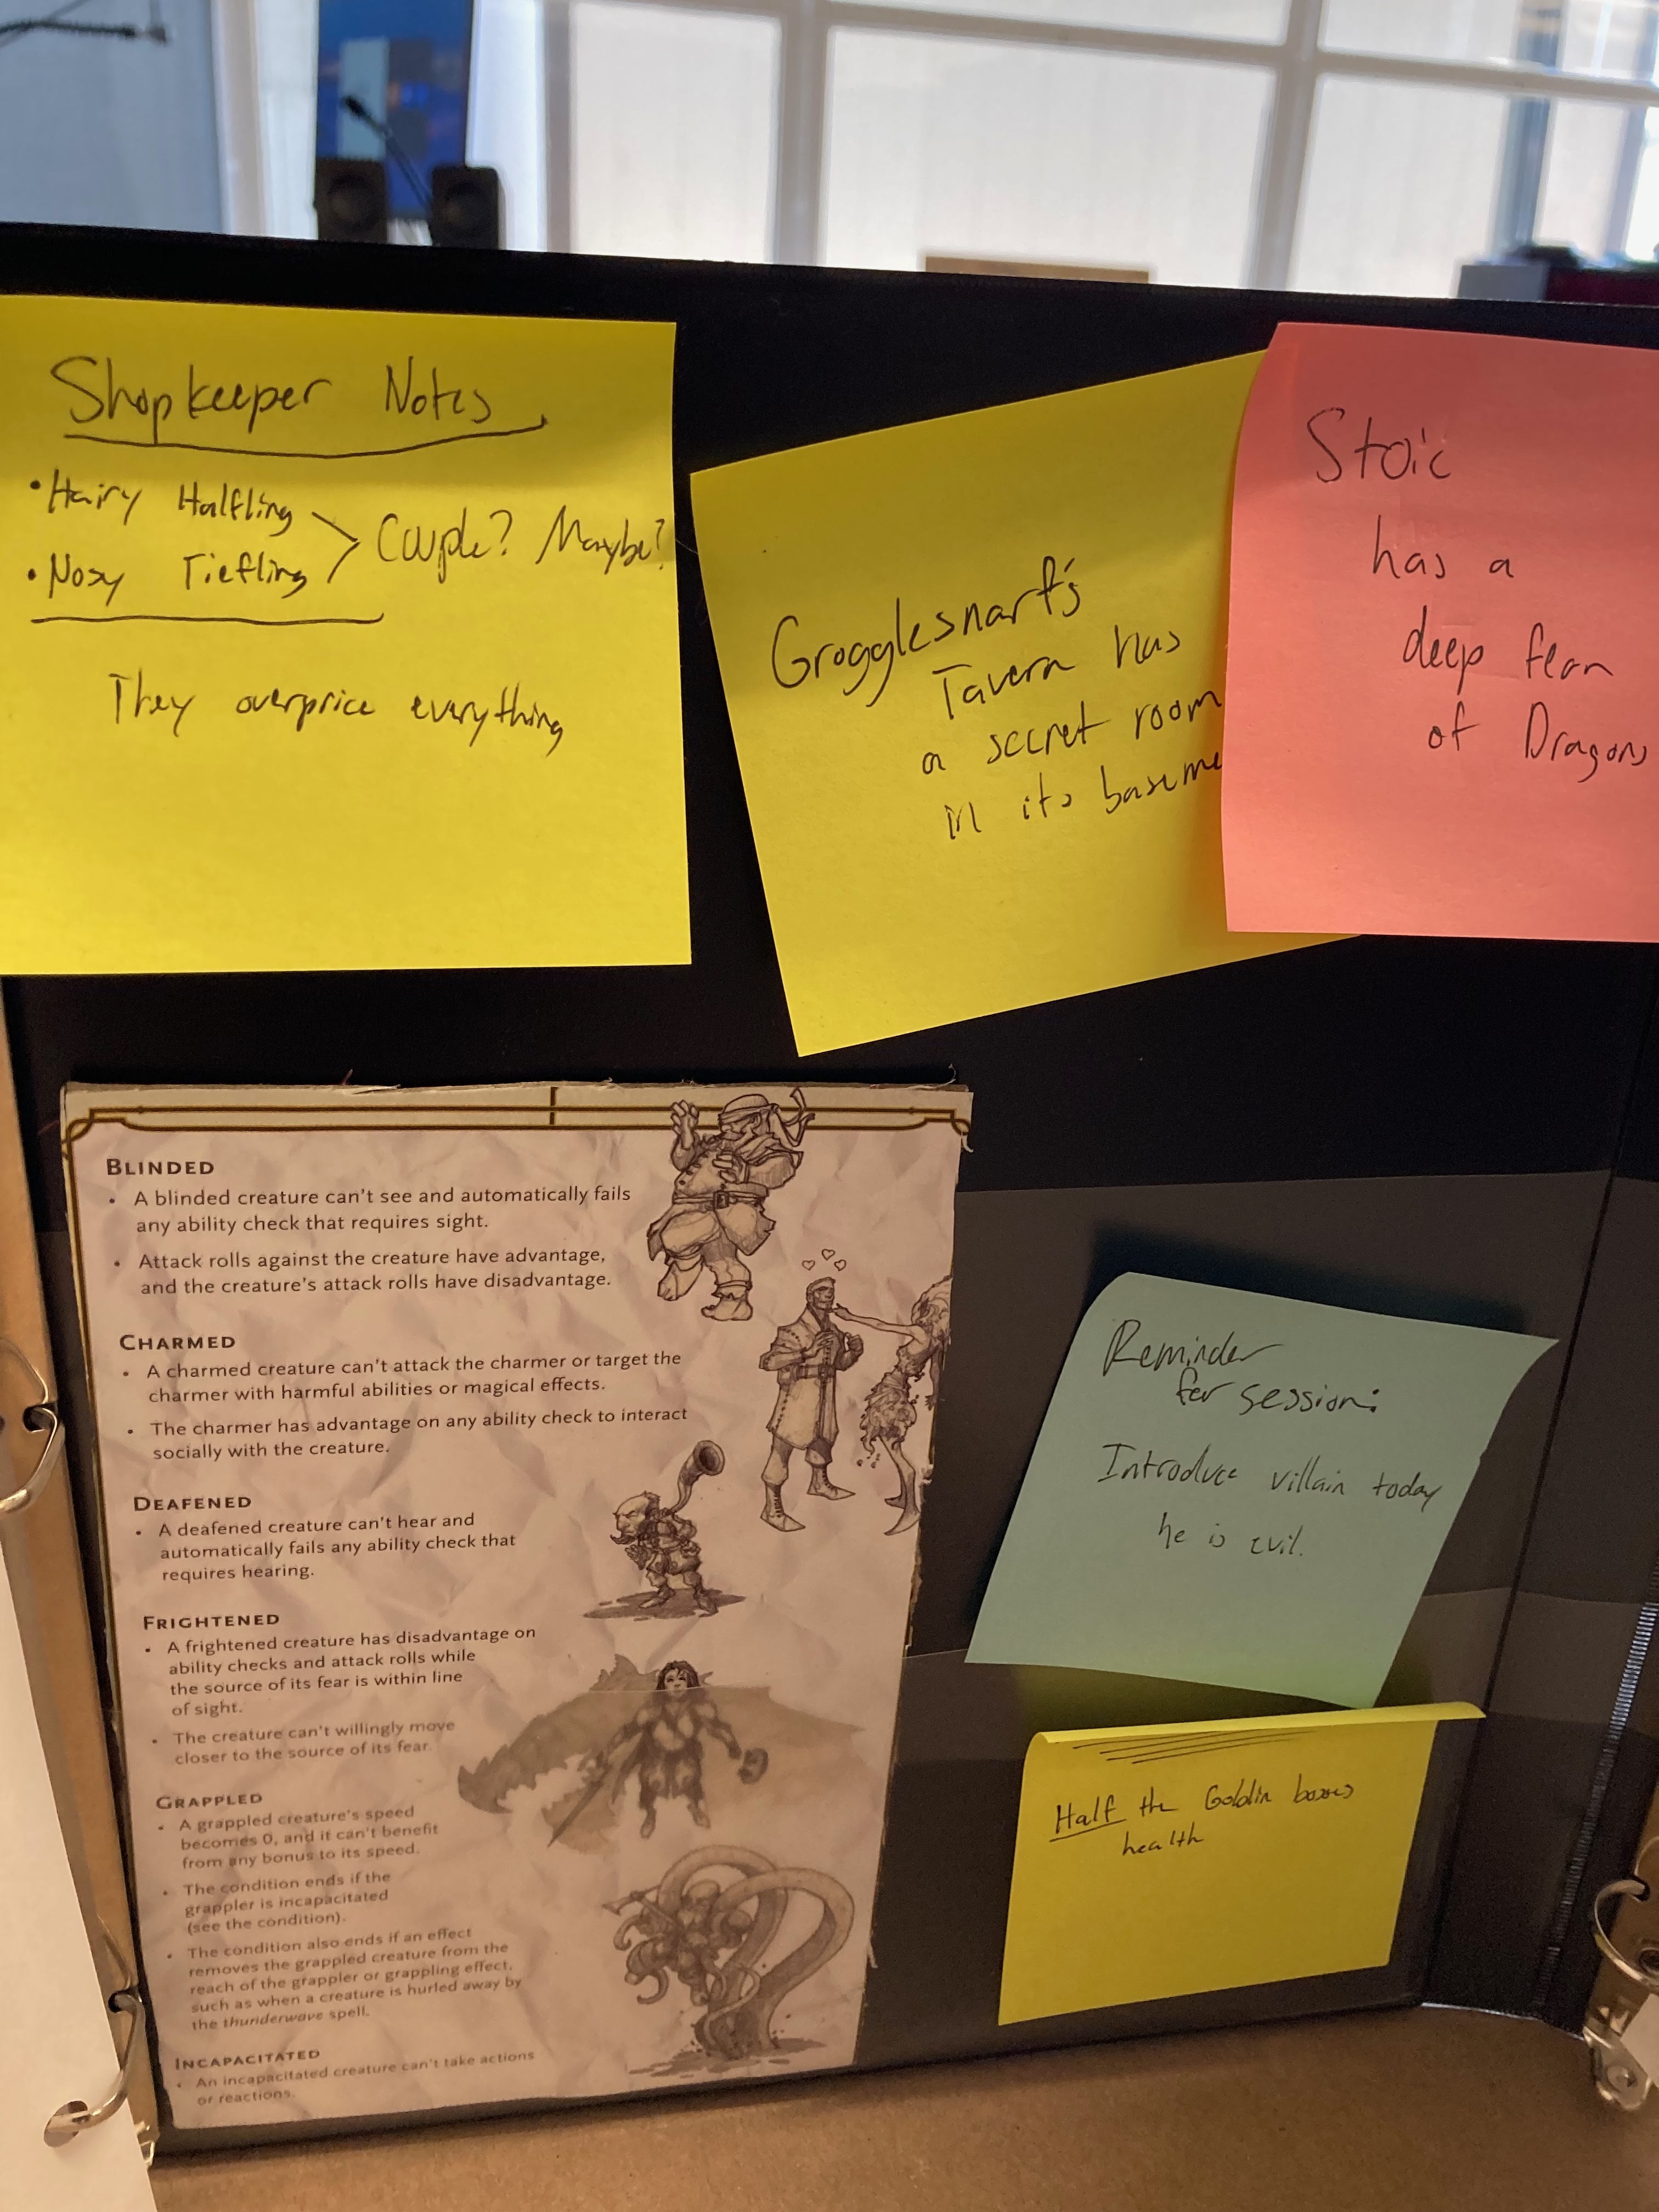 Shopkeeper Notes
• Hairy Halfling
• Nosy Tiefling
Couple? Maybe?
They overprice everything
Grogglesnarf's
Tavern has
a secret room
in its baseme
Stoic
has a
deep fear
of Dragons
BLINDED
• A blinded creature can't see and automatically fails
any ability check that requires sight.
• Attack rolls against the creature have advantage,
and the creature's attack rolls have disadvantage.
CHARMED
• A charmed creature can't attack the charmer or target the
charmer with harmful abilities or magical effects.
• The charmer has advantage on any ability check to interact
socially with the creature.
DEAFENED
• A deafened creature can't hear and
automatically fails any ability check that
requires hearing.
FRIGHTENED
• A frightened creature has disadvantage on
ability checks and attack rolls while
the source of its fear is within line
of sight.
• The creature can't willingly move
closer to the source of its fear.
GRAPPLED
• A grappled creature's speed
becomes 0, and it can't benefit
from any bonus to its speed.
• The condition ends if the
grappler is incapacitated
(see the condition).
• The condition also ends if an effect
removes the grappled creature from the
reach of the grappler or grappling effect,
such as when a creature is hurled away by
the thunderwave spell.
INCAPACITATED
• An incapacitated creature can't take actions
or reactions.
Reminder
for session:
Introduce villain today
he is evil.
Half the Goblin bosses
health